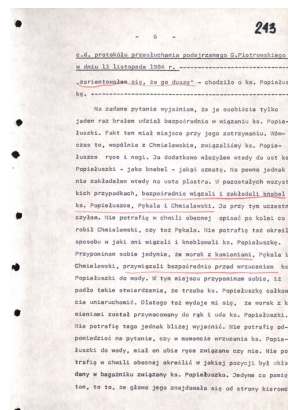 243
- 6 -
c.d. protokółu przesłuchania podejrzanego G.Piotrowskiego
w dniu 13 listopada 1984 r. --------------------
"zorientowałem się, że go duszę" - chodziło o ks. Popiełusz
kę. --------------------
Na zadane pytanie wyjaśniam, że ja osobiście tylko
jeden raz brałem udział bezpośrednio w wiązaniu ks. Popie-
łuszki. Fakt ten miał miejsce przy jego zatrzymaniu. Wów-
czas to, wspólnie z Chmielewskim, związaliśmy ks. Popie-
łuszce ręce i nogi. Ja dodatkowo włożyłem wtedy do ust ks
Popiełuszki - jako knebel - jakąś szmatę. Na pewno jednak
nie zakładałem wtedy na usta plastra. W pozostałych wszyst
kich przypadkach, bezpośrednio wiązali i zakładali knebel
ks. Popiełuszce, Pękala i Chmielewski. Ja przy tym uczestn
czyłem. Nie potrafię w chwili obecnej opisać po kolei co
robił Chmielewski, czy też Pękala. Nie potrafię też określ
sposobu w jaki oni wiązali i kneblowali ks. Popiełuszkę.
Przypominam sobie jedynie, że worek z kamieniami, Pękala i
Chmielewski, przywiązali bezpośrednio przed wrzuceniem ks
Popiełuszki do wody. W tym miejscu przypominam sobie, iż
padło takie stwierdzenie, że trzeba ks. Popiełuszkę całkow
cie unieruchomić. Dlatego też wydaje mi się, że worek z k
mieniami został przymocowany do rąk i uda ks. Popiełuszki.
Nie potrafię tego jednak bliżej wyjaśnić. Nie potrafię od-
powiedzieć na pytanie, czy w momencie wrzucania ks. Popie-
łuszki do wody, miał on obie ręce związane czy nie. Nie po
trafię w chwili obecnej określić w jakiej pozycji był uło
dany w bagażniku związany ks. Popiełuszko. Jedyne co pamię
tam, to to, że głowa jego znajdowała się od strony kierowc